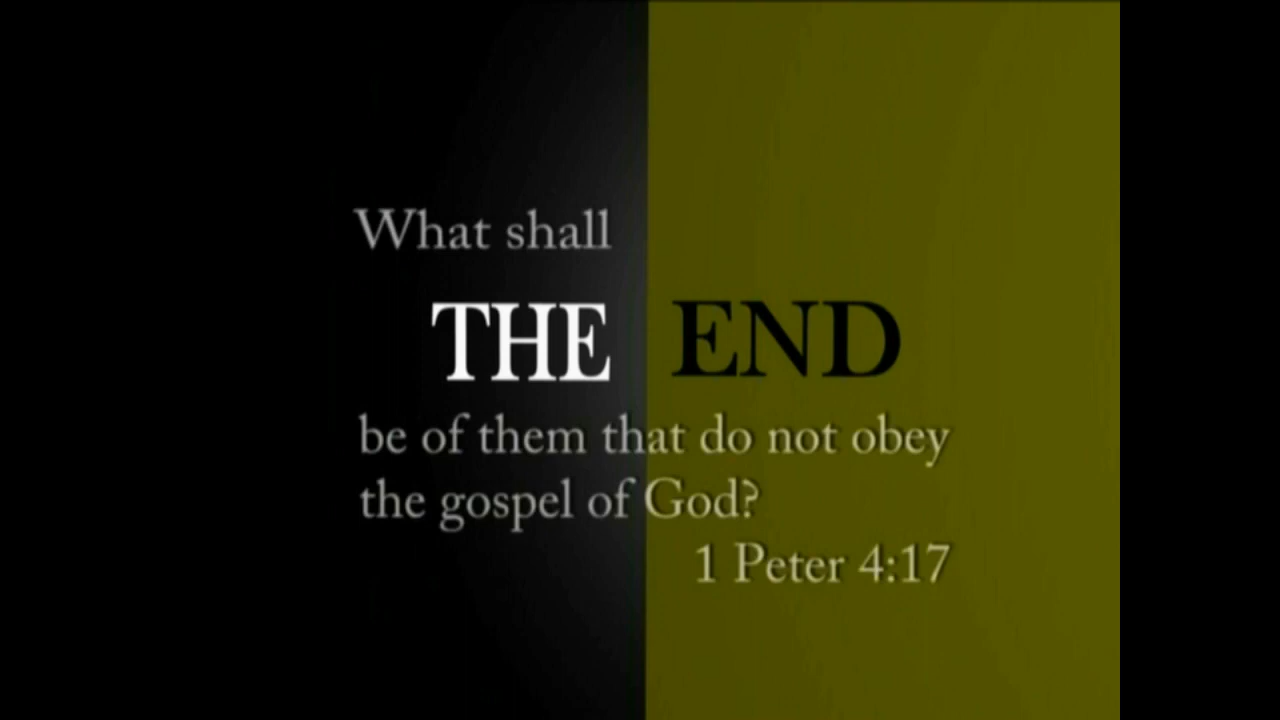 What shall
THE END
be of them that do not obey
the gospel of God?
1 Peter 4:17